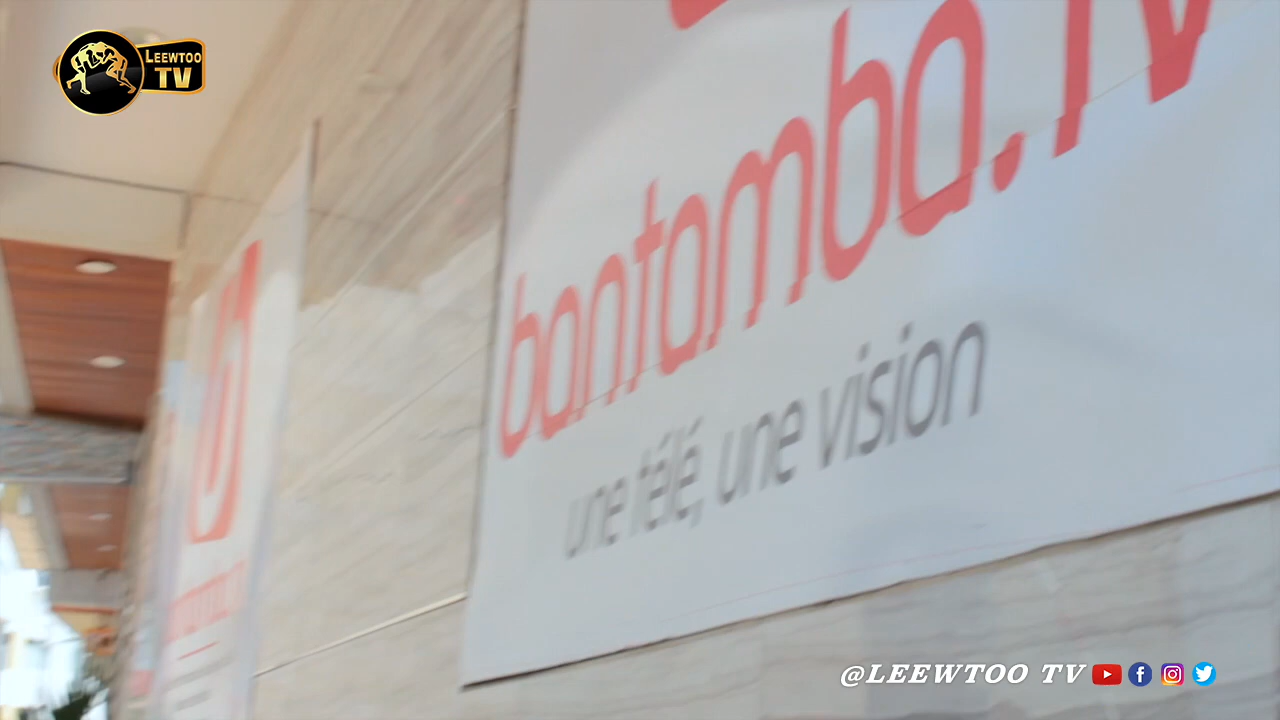 LEEWTOO
TV
bantamba.TV
une télé, une vision
@LEEWTOO TV